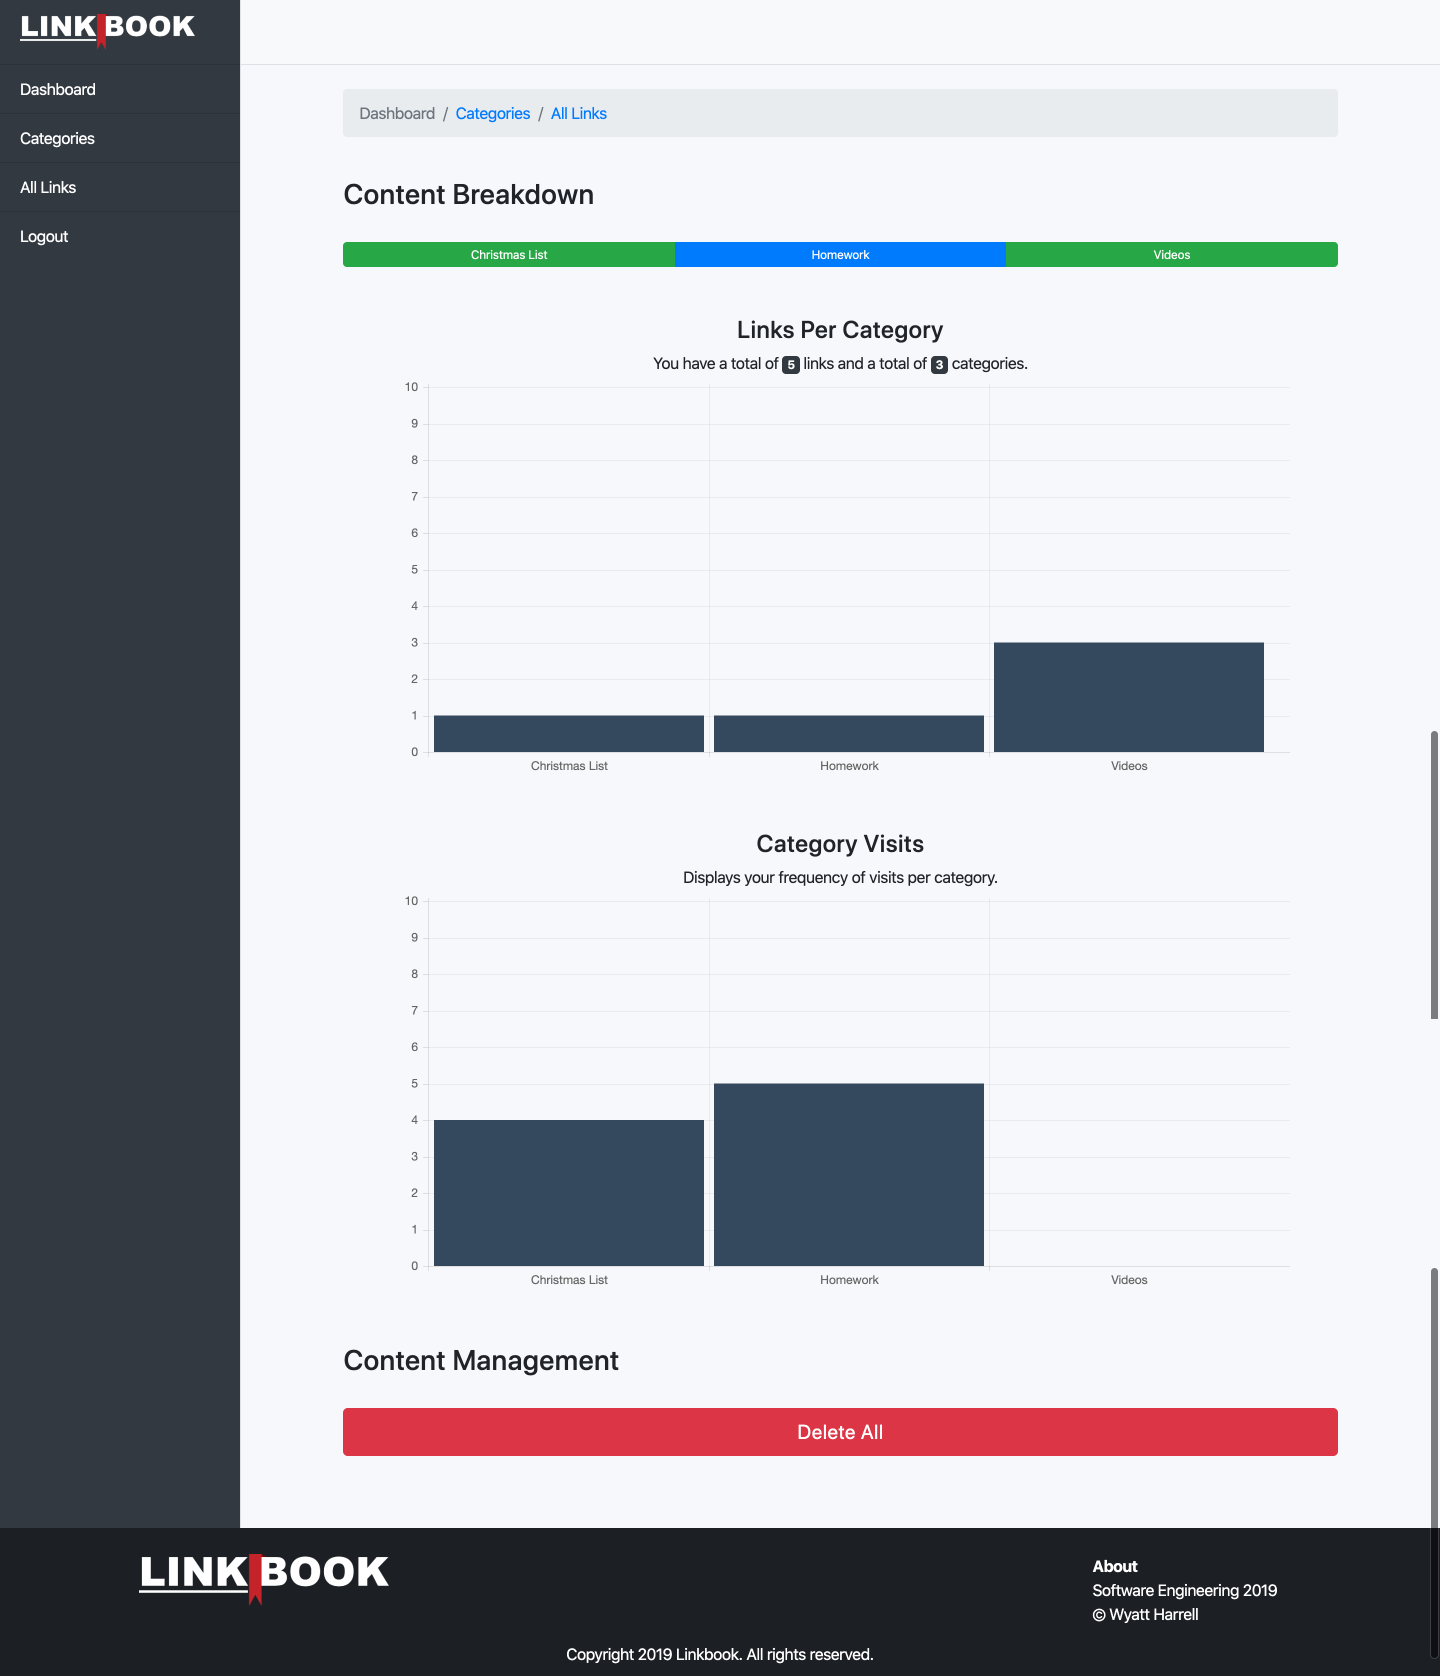 LINKBOOK
Dashboard
Categories
All Links
Logout
Dashboard / Categories / All Links
Content Breakdown
Christmas List Homework Videos
Links Per Category
You have a total of 5 links and a total of 3 categories.
10
9
8
7
6
5
4
3
2
1
0
Christmas List Homework Videos
Category Visits
Displays your frequency of visits per category.
10
9
8
7
6
5
4
3
2
1
0
Christmas List Homework Videos
Content Management
Delete All
LINKBOOK
About
Software Engineering 2019
© Wyatt Harrell
Copyright 2019 Linkbook. All rights reserved.